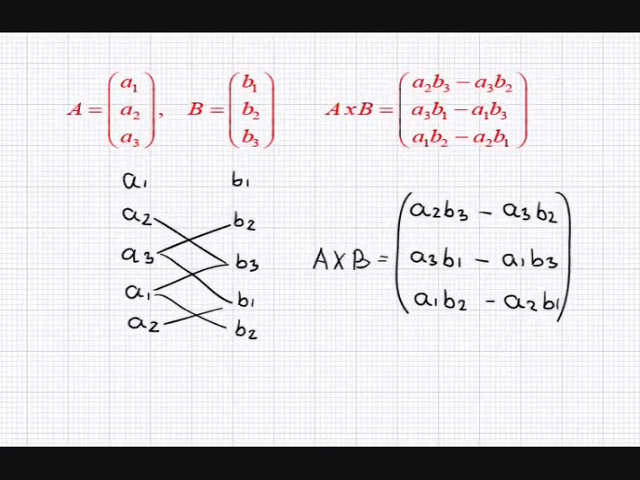 A = (a₁ a₂ a₃), B = (b₁ b₂ b₃) A x B = (a₂b₃ − a₃b₂ a₃b₁ − a₁b₃ a₁b₂ − a₂b₁)
a₁ b₁
a₂ b₂
a₃ b₃
a₁ b₁
a₂ b₂
A X B = (a₂b₃ − a₃b₂
a₃b₁ − a₁b₃
a₁b₂ − a₂b₁)